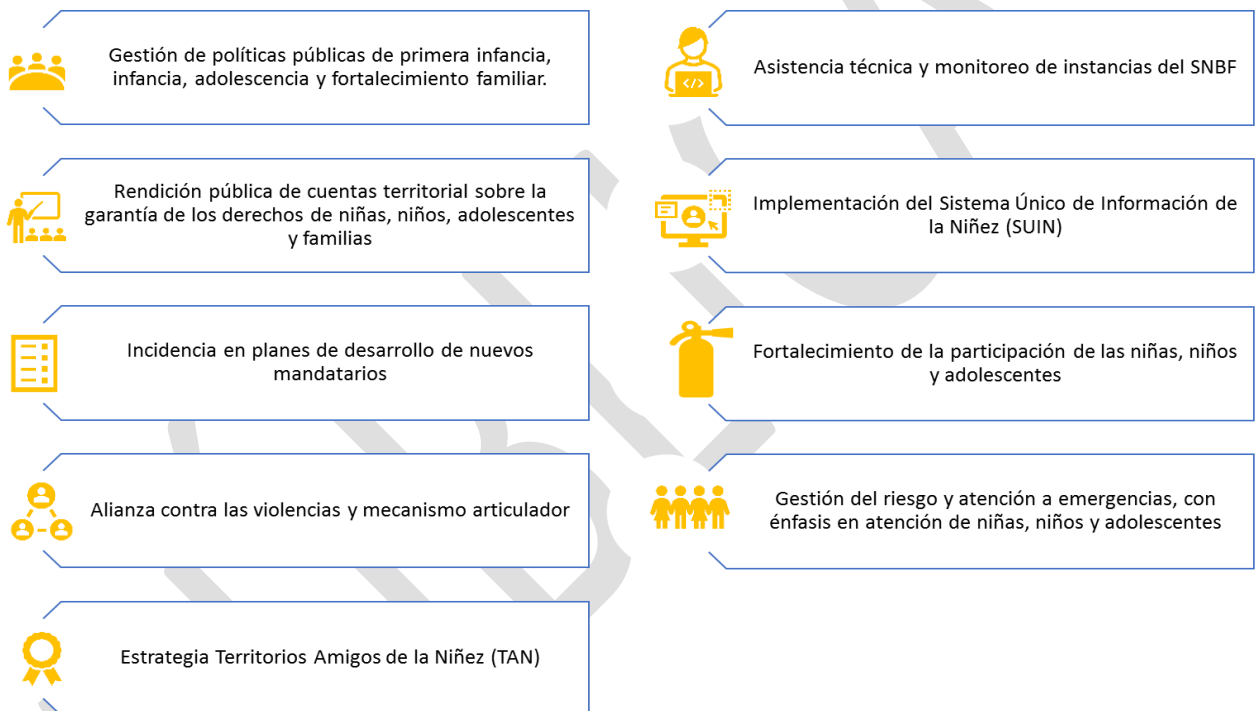 Gestión de políticas públicas de primera infancia,
infancia, adolescencia y fortalecimiento familiar.
Asistencia técnica y monitoreo de instancias del SNBF
Rendición pública de cuentas territorial sobre la
garantía de los derechos de niñas, niños, adolescentes
y familias
Implementación del Sistema Único de Información de
la Niñez (SUIN)
Incidencia en planes de desarrollo de nuevos
mandatarios
Fortalecimiento de la participación de las niñas, niños
y adolescentes
Alianza contra las violencias y mecanismo articulador
Gestión del riesgo y atención a emergencias, con
énfasis en atención de niñas, niños y adolescentes
Estrategia Territorios Amigos de la Niñez (TAN)